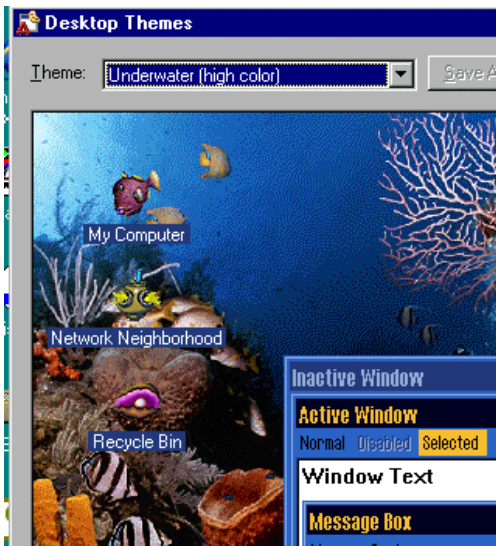 Desktop Themes
Theme: Underwater (high color)
Save
My Computer
Network Neighborhood
Recycle Bin
Inactive Window
Active Window
Normal Disabled Selected
Window Text
Message Box